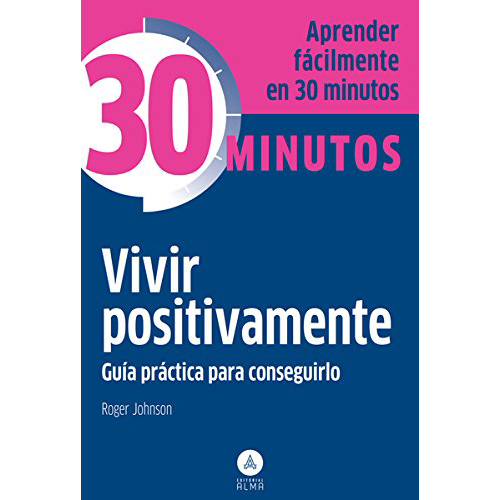 Aprender
fácilmente
en 30 minutos
30
MINUTOS
Vivir
positivamente
Guía práctica para conseguirlo
Roger Johnson
EDITORIAL
ALMA